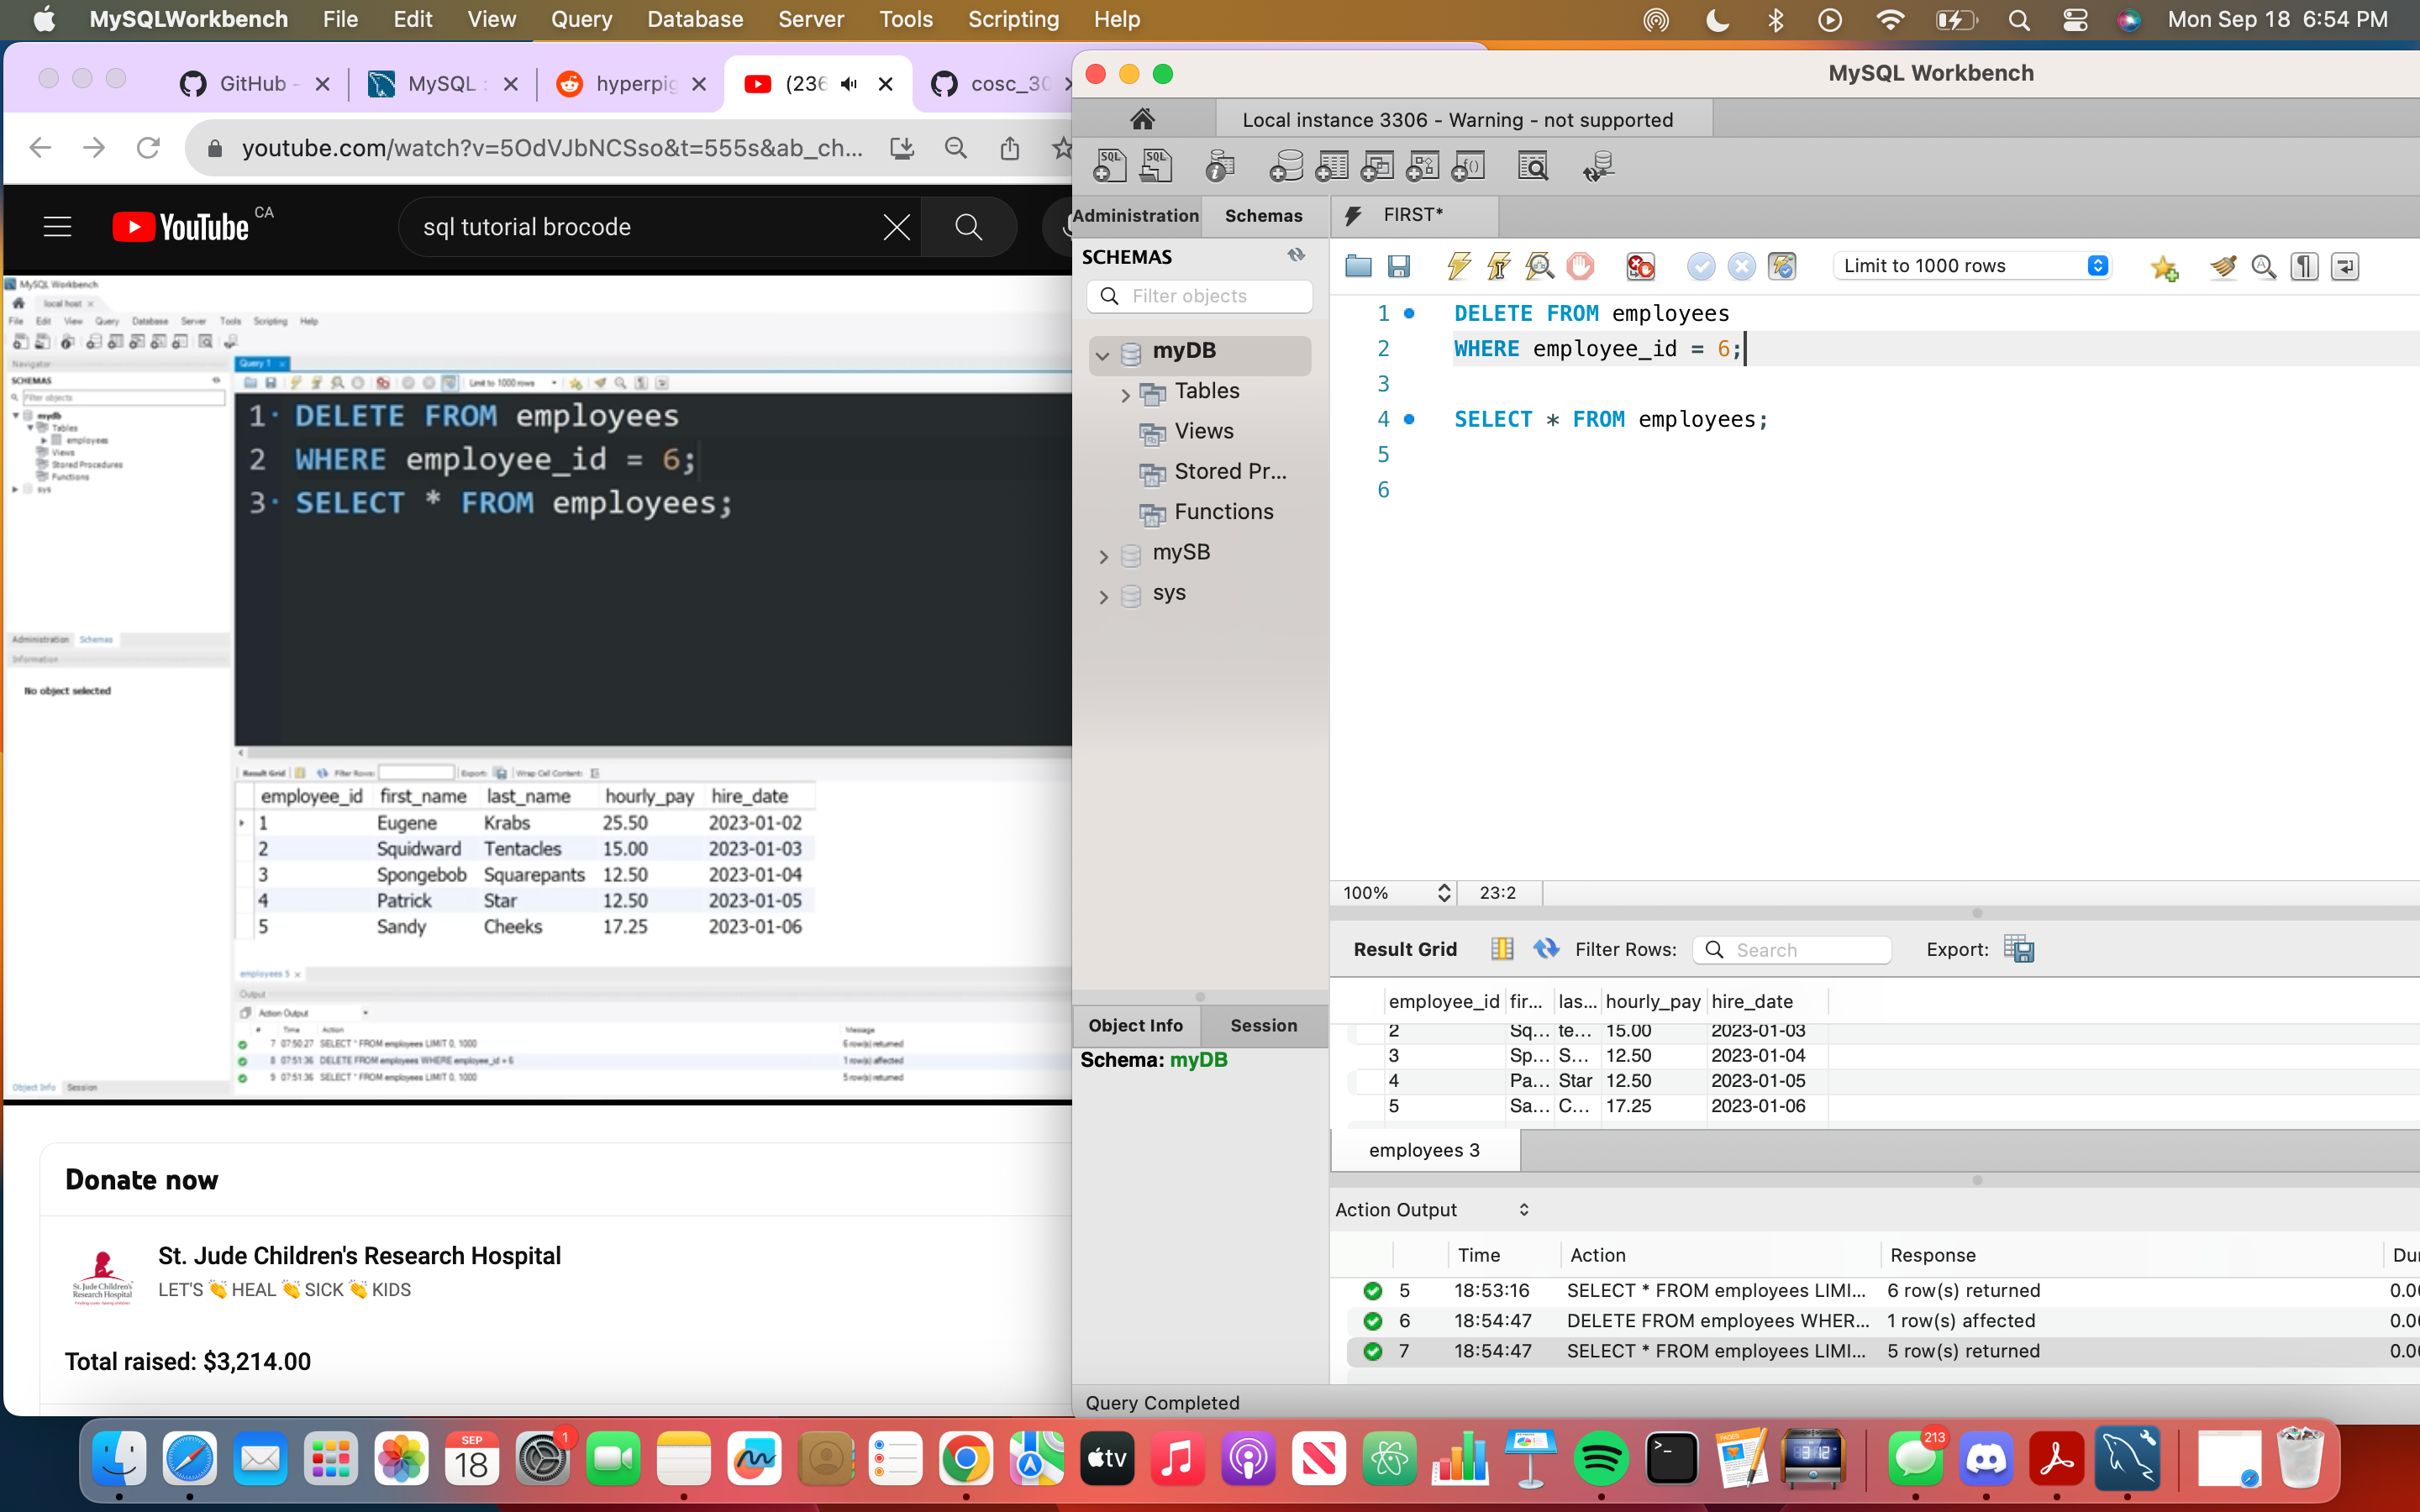 MySQLWorkbench File Edit View Query Database Server Tools Scripting Help Mon Sep 18 6:54 PM
GitHub - MySQL : hyperpig (236 cosc_30
youtube.com/watch?v=5OdVJbNCSso&t=555s&ab_ch...
YouTube CA
sql tutorial brocode
MySQL Workbench
local host
File Edit View Query Database Server Tools Scripting Help
Navigator
SCHEMAS
Filter objects
mydb
Tables
employees
Views
Stored Procedures
Functions
sys
Administration Schemas
Information
No object selected
Object Info Session
Query 1
Limit to 1000 rows
1 DELETE FROM employees
2 WHERE employee_id = 6;
3 SELECT * FROM employees;
Result Grid Filter Rows: Export: Wrap Cell Content:
employee_id first_name last_name hourly_pay hire_date
1 Eugene Krabs 25.50 2023-01-02
2 Squidward Tentacles 15.00 2023-01-03
3 Spongebob Squarepants 12.50 2023-01-04
4 Patrick Star 12.50 2023-01-05
5 Sandy Cheeks 17.25 2023-01-06
employees 5
Output
Action Output
# Time Action Message
7 07:50:27 SELECT * FROM employees LIMIT 0, 1000 6 row(s) returned
8 07:51:36 DELETE FROM employees WHERE employee_id = 6 1 row(s) affected
9 07:51:36 SELECT * FROM employees LIMIT 0, 1000 5 row(s) returned
Donate now
St. Jude Children's Research Hospital
LET'S 👏 HEAL 👏 SICK 👏 KIDS
St. Jude Children's
Research Hospital
Total raised: $3,214.00
MySQL Workbench
Local instance 3306 - Warning - not supported
Administration Schemas
FIRST*
SCHEMAS
Filter objects
myDB
Tables
Views
Stored Pr...
Functions
mySB
sys
Object Info Session
Schema: myDB
Limit to 1000 rows
1 DELETE FROM employees
2 WHERE employee_id = 6;
3
4 SELECT * FROM employees;
5
6
100% 23:2
Result Grid Filter Rows: Search Export:
employee_id fir... las... hourly_pay hire_date
2 Sq... te... 15.00 2023-01-03
3 Sp... S... 12.50 2023-01-04
4 Pa... Star 12.50 2023-01-05
5 Sa... C... 17.25 2023-01-06
employees 3
Action Output
Time Action Response Du
5 18:53:16 SELECT * FROM employees LIMI... 6 row(s) returned 0.0
6 18:54:47 DELETE FROM employees WHER... 1 row(s) affected 0.0
7 18:54:47 SELECT * FROM employees LIMI... 5 row(s) returned 0.0
Query Completed
SEP
18
1
tv
PAGES
213